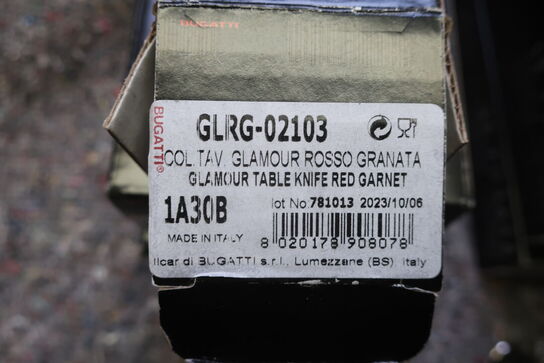 BUGATTI
BUGATTI®
GLRG-02103
COL.TAV. GLAMOUR ROSSO GRANATA
GLAMOUR TABLE KNIFE RED GARNET
1A30B
lot No. 781013 2023/10/06
MADE IN ITALY
8 020178 908078
Ilcar di BUGATTI s.r.l., Lumezzane (BS) Italy